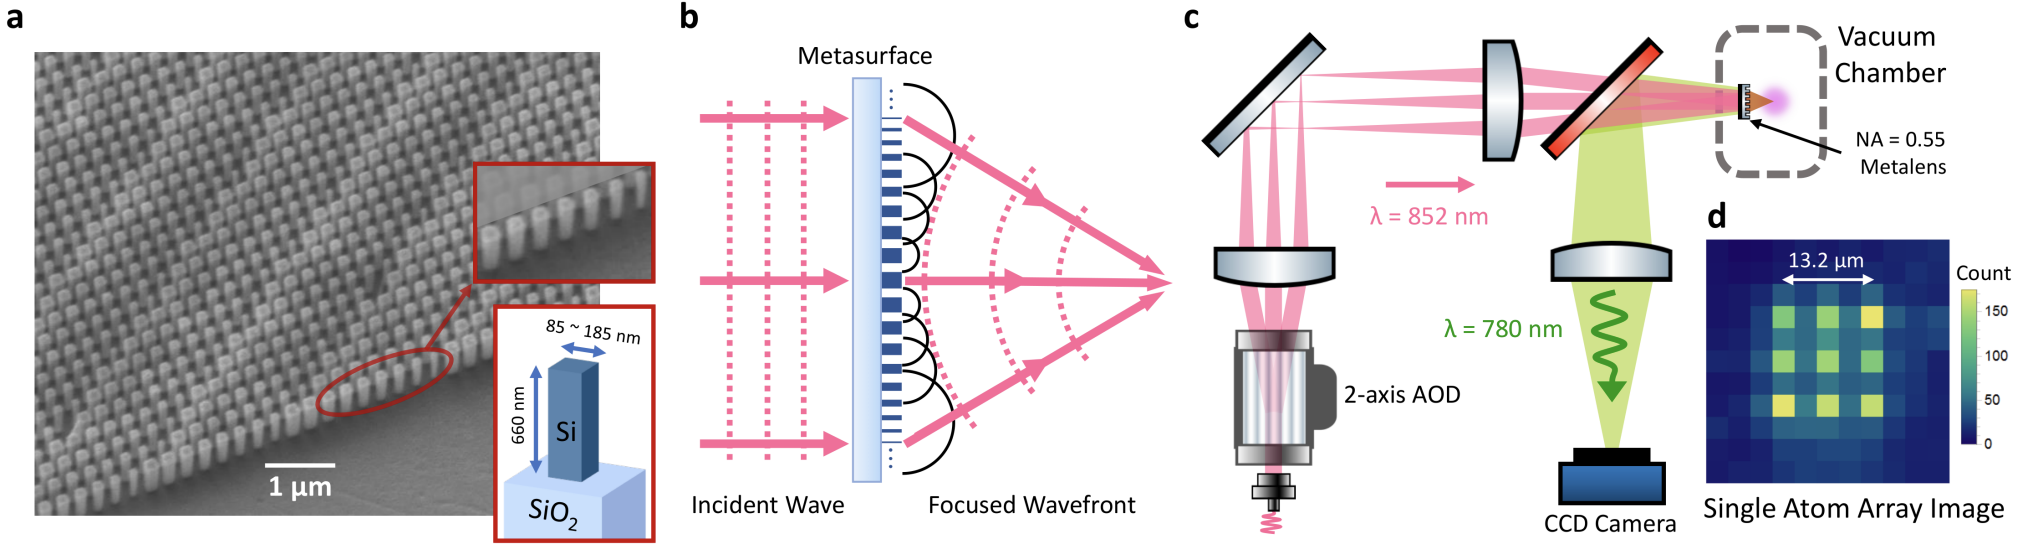 a
1 μm
85 ~ 185 nm
660 nm
Si
SiO2
b
Metasurface
Incident Wave
Focused Wavefront
c
Vacuum
Chamber
NA = 0.55
Metalens
λ = 852 nm
λ = 780 nm
2-axis AOD
CCD Camera
d
13.2 μm
Count
150
100
50
0
Single Atom Array Image